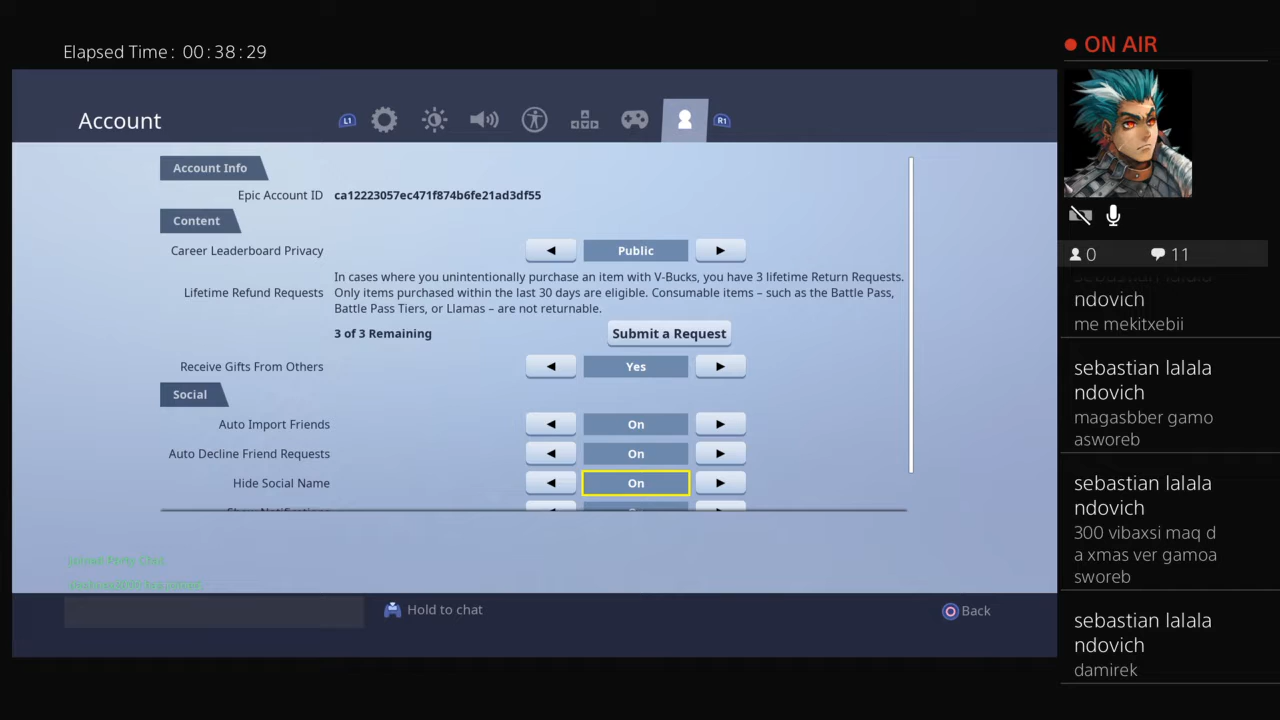 Elapsed Time: 00:38:29
ON AIR
Account
L1
R1
Account Info
Epic Account ID ca12223057ec471f874b6fe21ad3df55
Content
Career Leaderboard Privacy Public
In cases where you unintentionally purchase an item with V-Bucks, you have 3 lifetime Return Requests.
Lifetime Refund Requests Only items purchased within the last 30 days are eligible. Consumable items – such as the Battle Pass,
Battle Pass Tiers, or Llamas – are not returnable.
3 of 3 Remaining Submit a Request
Receive Gifts From Others Yes
Social
Auto Import Friends On
Auto Decline Friend Requests On
Hide Social Name On
Hold to chat
Back
0 11
ndovich
me mekitxebii
sebastian lalala
ndovich
magasbber gamo
asworeb
sebastian lalala
ndovich
300 vibaxsi maq d
a xmas ver gamoa
sworeb
sebastian lalala
ndovich
damirek